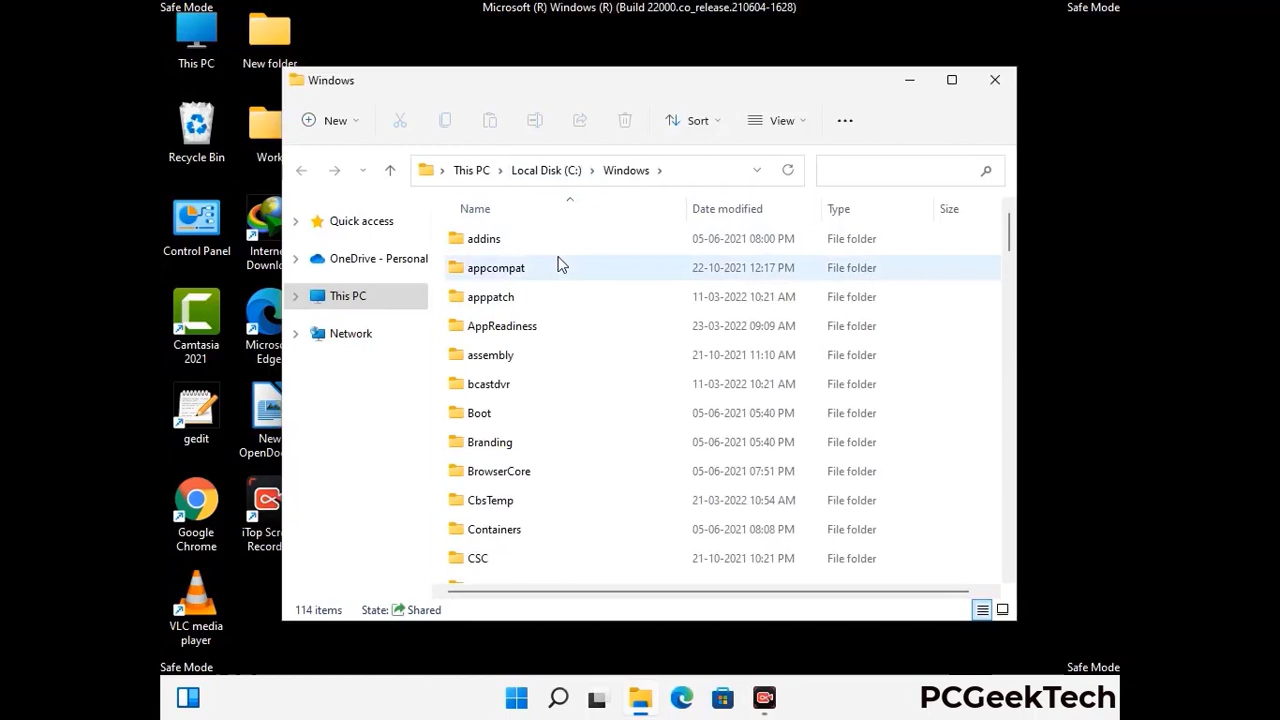 Safe Mode
Microsoft (R) Windows (R) (Build 22000.co_release.210604-1628)
Safe Mode
This PC
New folder
Recycle Bin
Work
Control Panel
Internet
Downlo
Camtasia
2021
Micros
Edge
gedit
New
OpenDoc
Google
Chrome
iTop Scr
Record
VLC media
player
Windows
New
Sort
View
This PC
Local Disk (C:)
Windows
Quick access
OneDrive - Personal
This PC
Network
Name Date modified Type Size
addins 05-06-2021 08:00 PM File folder
appcompat 22-10-2021 12:17 PM File folder
apppatch 11-03-2022 10:21 AM File folder
AppReadiness 23-03-2022 09:09 AM File folder
assembly 21-10-2021 11:10 AM File folder
bcastdvr 11-03-2022 10:21 AM File folder
Boot 05-06-2021 05:40 PM File folder
Branding 05-06-2021 05:40 PM File folder
BrowserCore 05-06-2021 07:51 PM File folder
CbsTemp 21-03-2022 10:54 AM File folder
Containers 05-06-2021 08:08 PM File folder
CSC 21-10-2021 10:21 PM File folder
114 items State: Shared
Safe Mode
Safe Mode
PCGeekTech